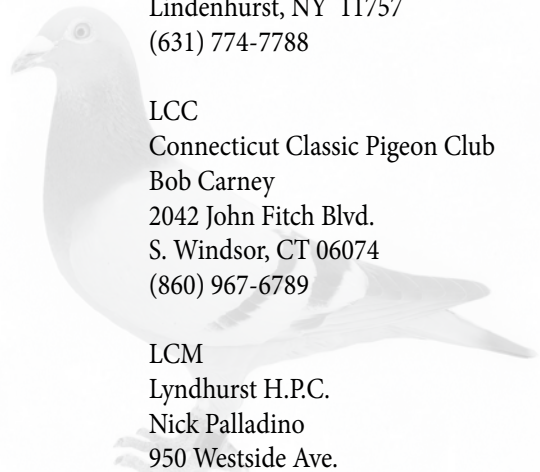 Lindenhurst, NY 11757
(631) 774-7788
LCC
Connecticut Classic Pigeon Club
Bob Carney
2042 John Fitch Blvd.
S. Windsor, CT 06074
(860) 967-6789
LCM
Lyndhurst H.P.C.
Nick Palladino
950 Westside Ave.